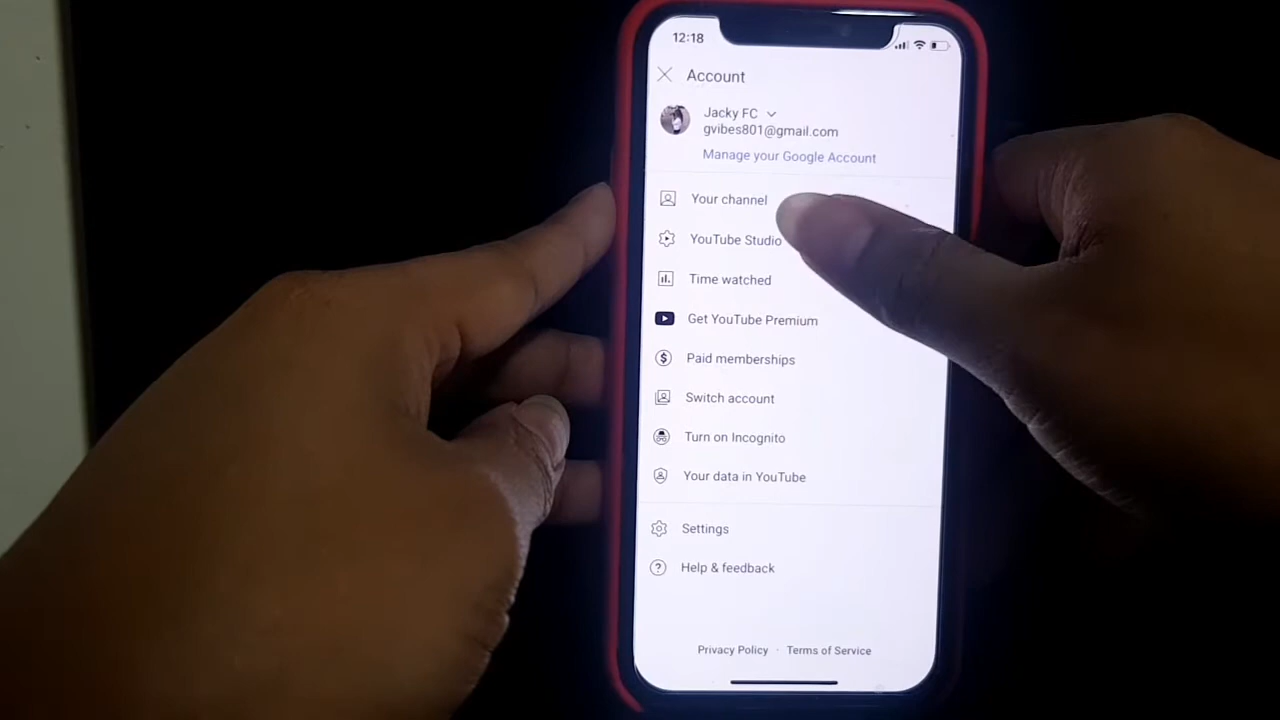 12:18
Account
Jacky FC
gvibes801@gmail.com
Manage your Google Account
Your channel
YouTube Studio
Time watched
Get YouTube Premium
Paid memberships
Switch account
Turn on Incognito
Your data in YouTube
Settings
Help & feedback
Privacy Policy · Terms of Service